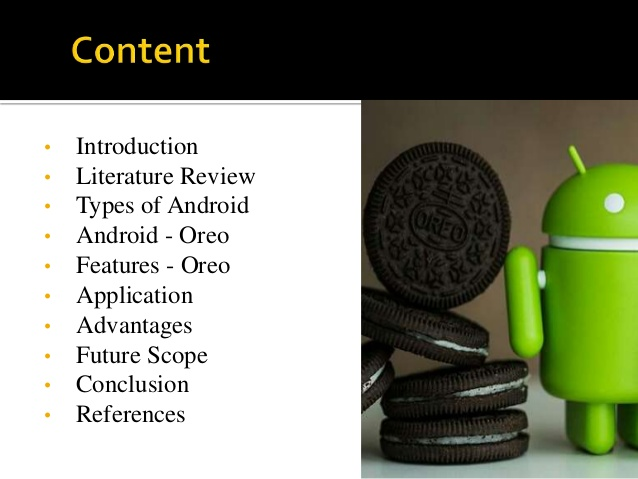 Content
• Introduction
• Literature Review
• Types of Android
• Android - Oreo
• Features - Oreo
• Application
• Advantages
• Future Scope
• Conclusion
• References
OREO